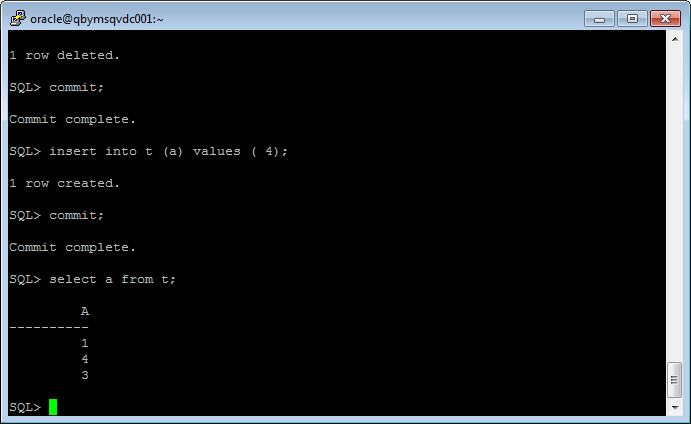 oracle@qbymsqvdc001:~
1 row deleted.
SQL> commit;
Commit complete.
SQL> insert into t (a) values ( 4);
1 row created.
SQL> commit;
Commit complete.
SQL> select a from t;
A
----------
1
4
3
SQL>